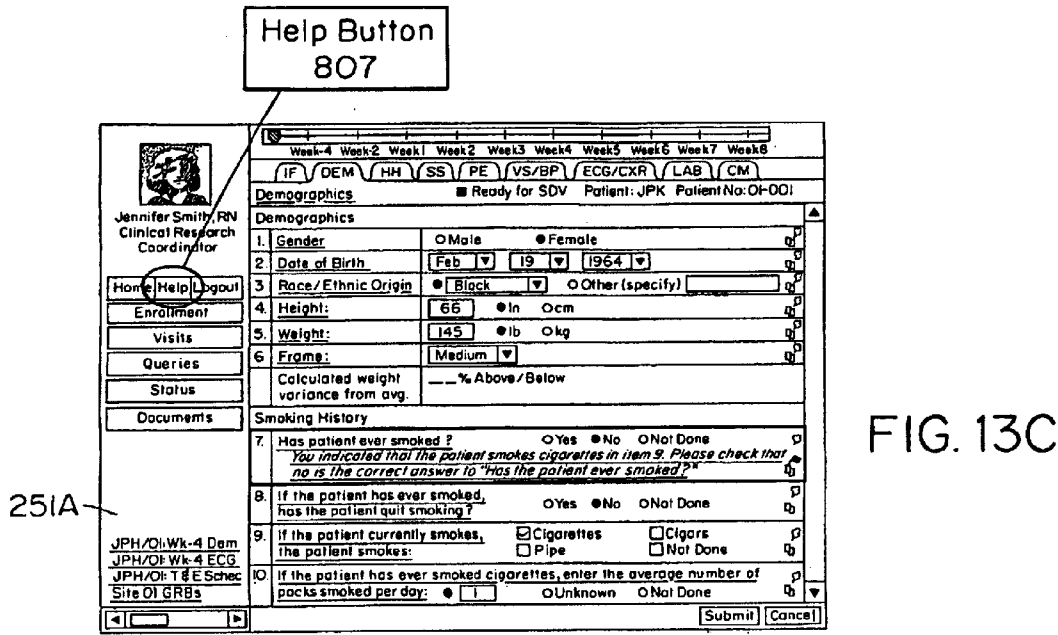 Help Button
807
Week-4 Week-2 Week1 Week2 Week3 Week4 Week5 Week6 Week7 Week8
IF DEM HH SS PE VS/BP ECG/CXR LAB CM
Demographics Ready for SDV Patient: JPK Patient No: 01-001
Jennifer Smith, RN
Clinical Research
Coordinator
Home Help Logout
Enrollment
Visits
Queries
Status
Documents
251A
JPH/01: Wk-4 Dem
JPH/01: Wk-4 ECG
JPH/01: T&E Schec
Site 01 GRBs
Demographics
1. Gender Male Female
2 Date of Birth Feb 19 1964
3 Race/Ethnic Origin Black Other (specify)
4. Height: 66 In cm
5. Weight: 145 lb kg
6 Frame: Medium
Calculated weight __% Above/Below
variance from avg.
Smoking History
7. Has patient ever smoked ? Yes No Not Done
You indicated that the patient smokes cigarettes in item 9. Please check that
no is the correct answer to "Has the patient ever smoked?"
8. If the patient has ever smoked,
has the patient quit smoking? Yes No Not Done
9. If the patient currently smokes, Cigarettes Cigars
the patient smokes: Pipe Not Done
10. If the patient has ever smoked cigarettes, enter the average number of
packs smoked per day: 1 Unknown Not Done
Submit Cancel
FIG. 13C